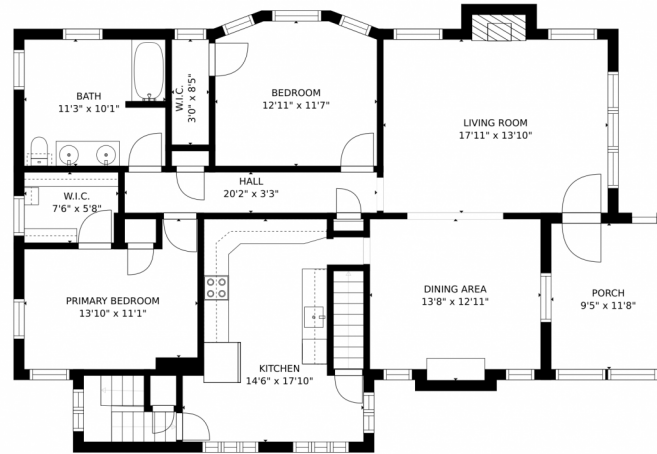 BATH
11'3" x 10'1"
W.I.C.
3'0" x 8'5"
BEDROOM
12'11" x 11'7"
LIVING ROOM
17'11" x 13'10"
HALL
20'2" x 3'3"
W.I.C.
7'6" x 5'8"
PRIMARY BEDROOM
13'10" x 11'1"
DINING AREA
13'8" x 12'11"
PORCH
9'5" x 11'8"
KITCHEN
14'6" x 17'10"